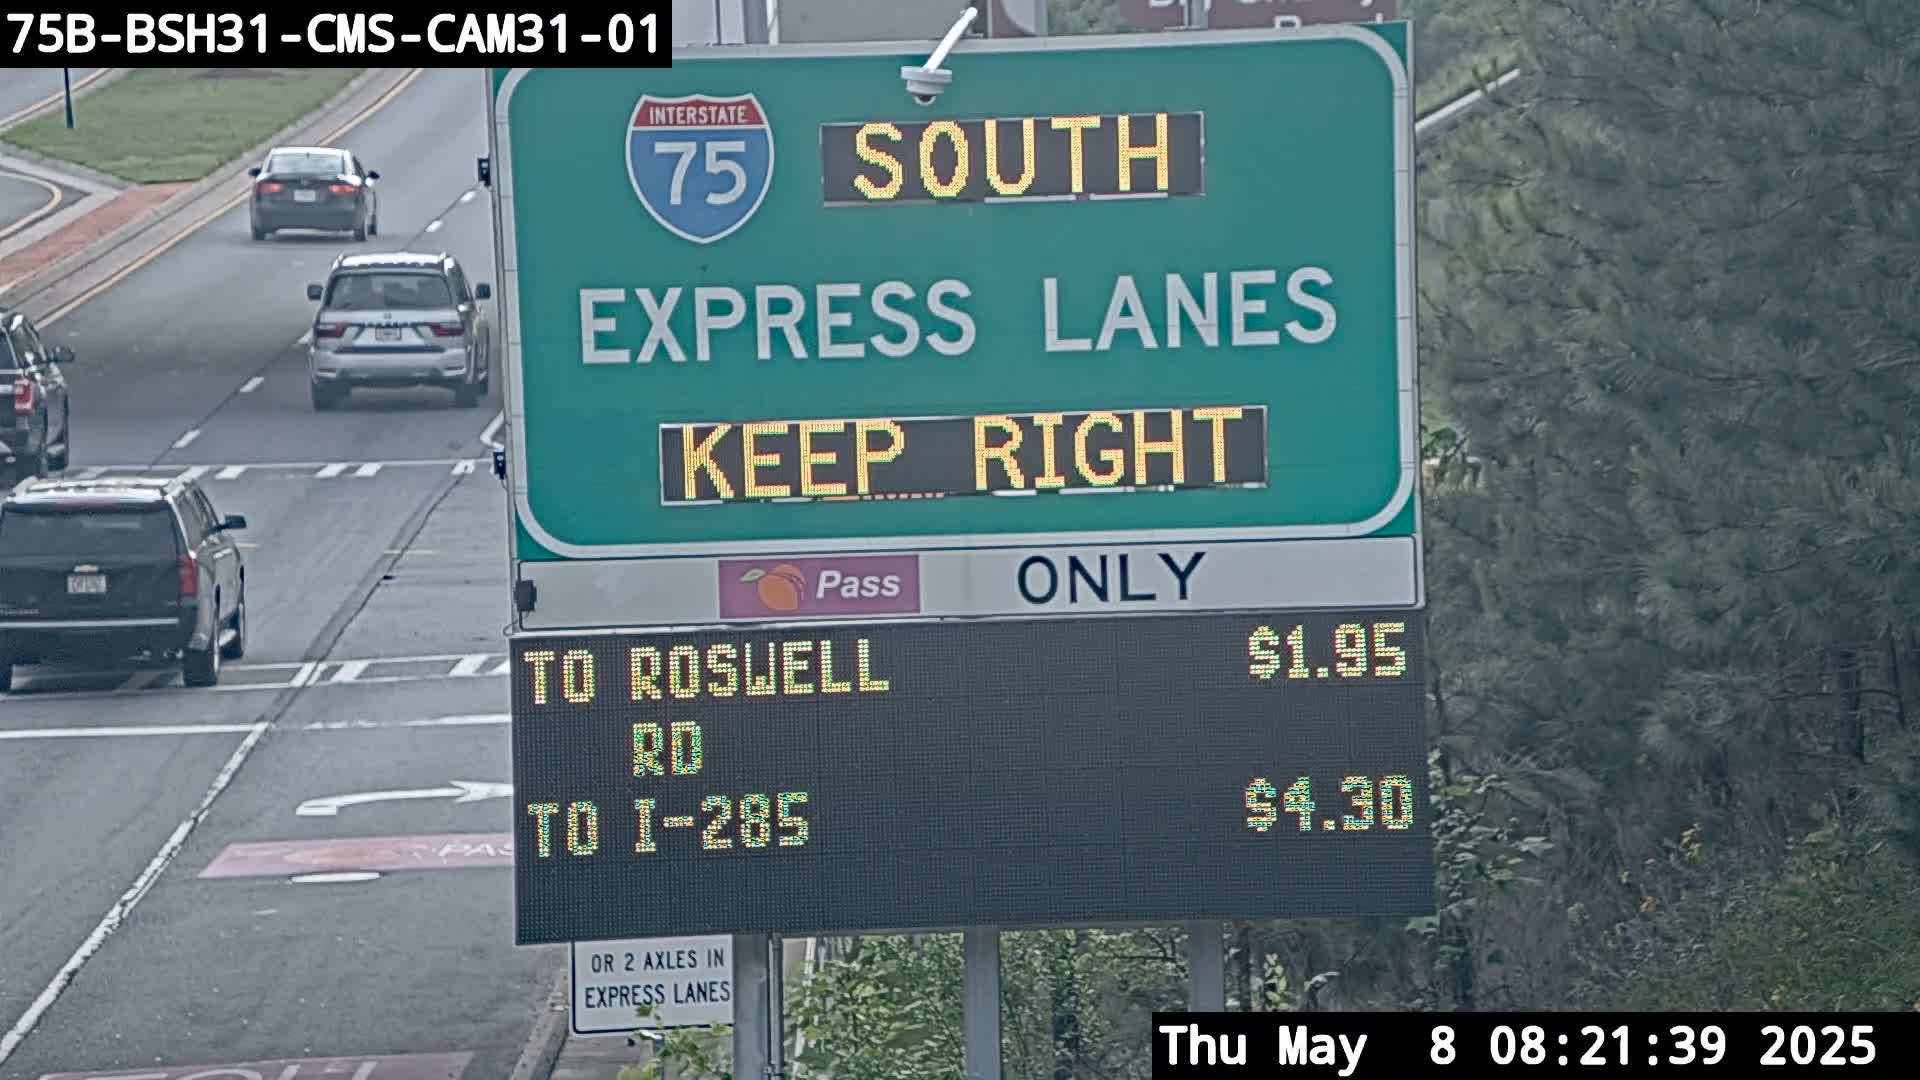 75B-BSH31-CMS-CAM31-01
INTERSTATE
75
SOUTH
EXPRESS LANES
KEEP RIGHT
Pass
ONLY
TO ROSWELL $1.95
RD
TO I-285 $4.30
OR 2 AXLES IN
EXPRESS LANES
Thu May 8 08:21:39 2025